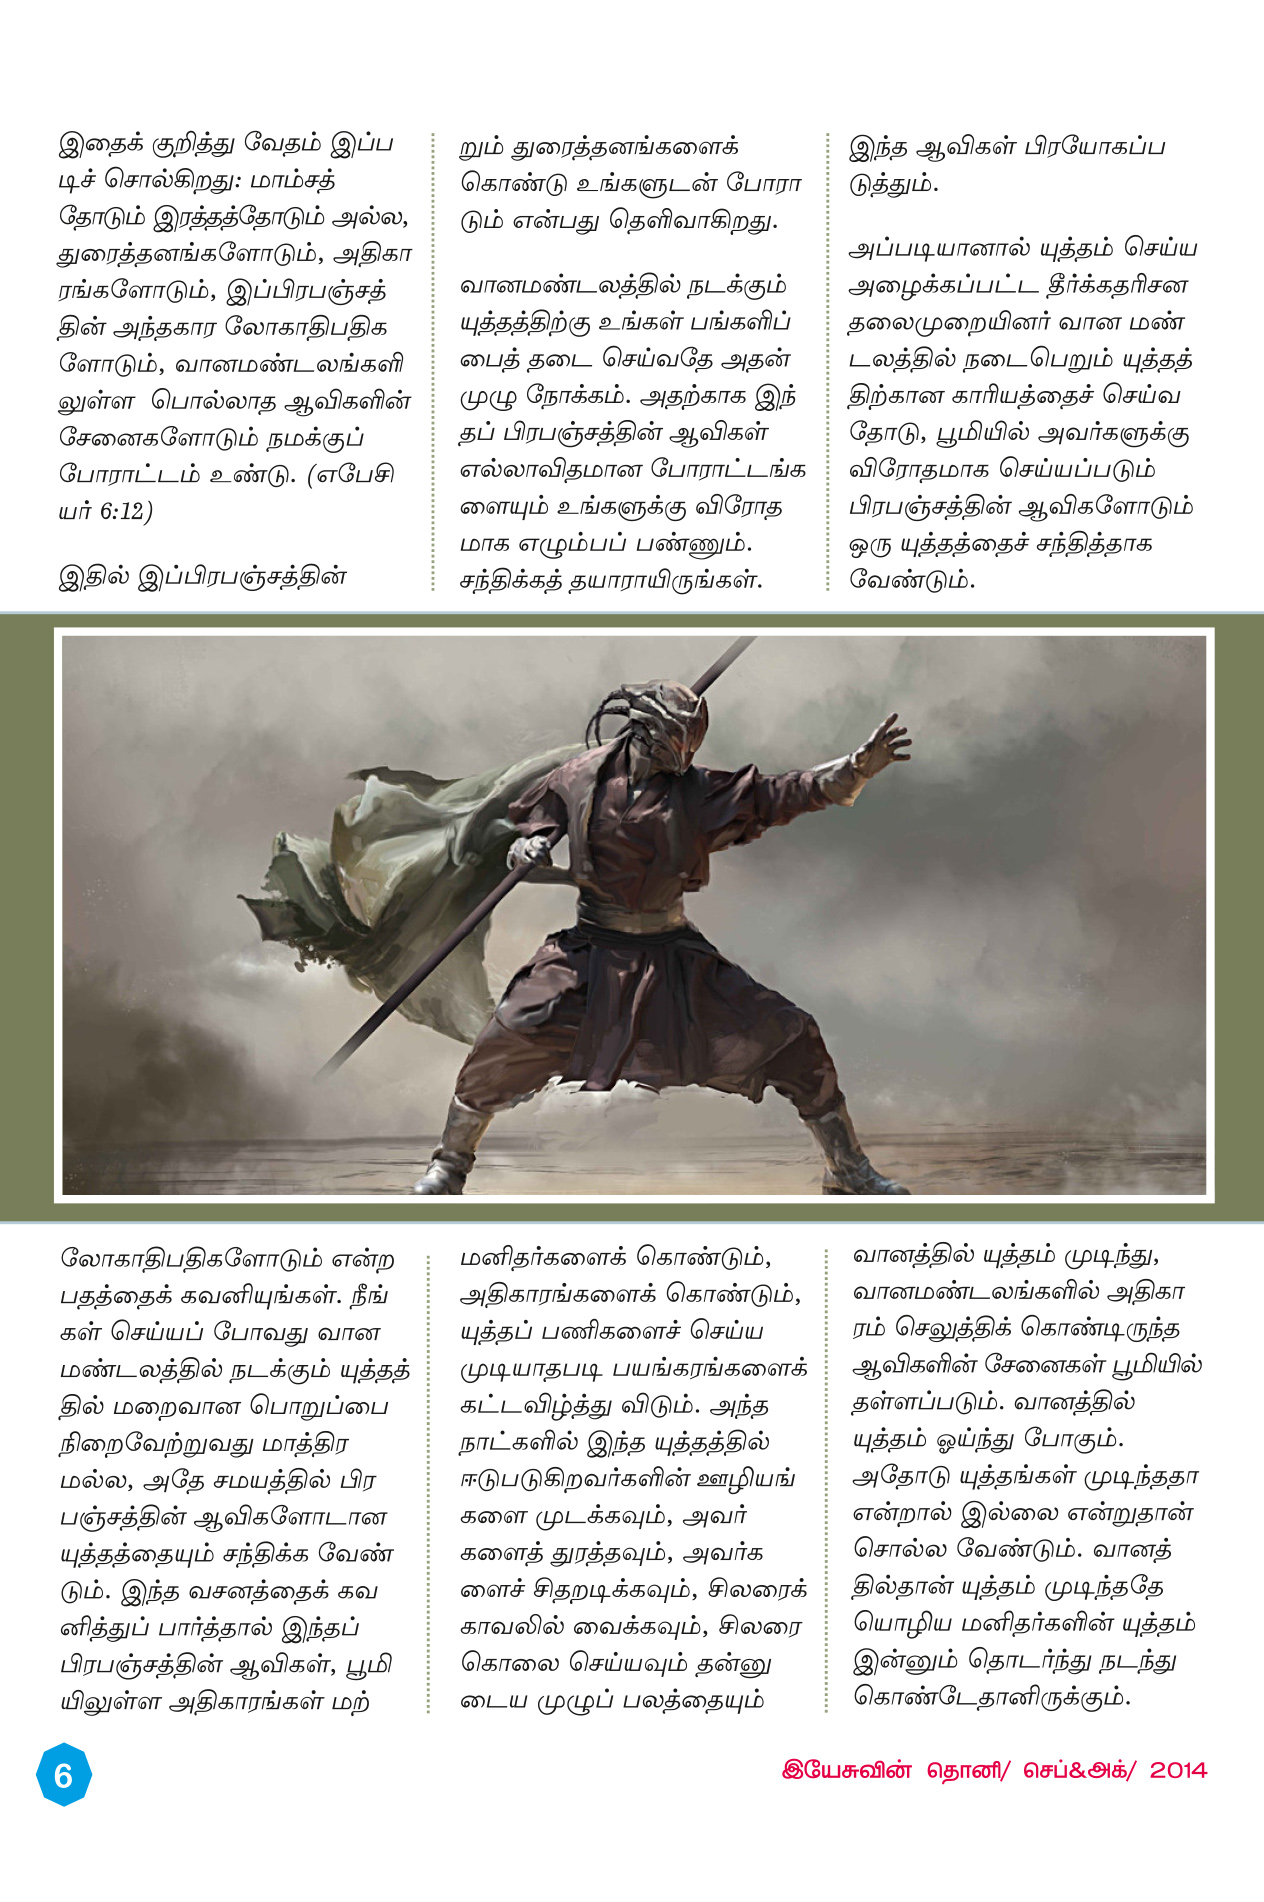 இதைக் குறித்து வேதம் இப்ப
டிச் சொல்கிறது: மாம்சத்
தோடும் இரத்தத்தோடும் அல்ல,
துரைத்தனங்களோடும், அதிகா
ரங்களோடும், இப்பிரபஞ்சத்
தின் அந்தகார லோகாதிபதிக
ளோடும், வானமண்டலங்களி
லுள்ள பொல்லாத ஆவிகளின்
சேனைகளோடும் நமக்குப்
போராட்டம் உண்டு. (எபேசி
யர் 6:12)
இதில் இப்பிரபஞ்சத்தின்
லோகாதிபதிகளோடும் என்ற
பதத்தைக் கவனியுங்கள். நீங்
கள் செய்யப் போவது வான
மண்டலத்தில் நடக்கும் யுத்தத்
தில் மறைவான பொறுப்பை
நிறைவேற்றுவது மாத்திர
மல்ல, அதே சமயத்தில் பிர
பஞ்சத்தின் ஆவிகளோடான
யுத்தத்தையும் சந்திக்க வேண்
டும். இந்த வசனத்தைக் கவ
னித்துப் பார்த்தால் இந்தப்
பிரபஞ்சத்தின் ஆவிகள், பூமி
யிலுள்ள அதிகாரங்கள் மற்
றும் துரைத்தனங்களைக்
கொண்டு உங்களுடன் போரா
டும் என்பது தெளிவாகிறது.
வானமண்டலத்தில் நடக்கும்
யுத்தத்திற்கு உங்கள் பங்களிப்
பைத் தடை செய்வதே அதன்
முழு நோக்கம். அதற்காக இந்
தப் பிரபஞ்சத்தின் ஆவிகள்
எல்லாவிதமான போராட்டங்க
ளையும் உங்களுக்கு விரோத
மாக எழும்பப் பண்ணும்.
சந்திக்கத் தயாராயிருங்கள்.
மனிதர்களைக் கொண்டும்,
அதிகாரங்களைக் கொண்டும்,
யுத்தப் பணிகளைச் செய்ய
முடியாதபடி பயங்கரங்களைக்
கட்டவிழ்த்து விடும். அந்த
நாட்களில் இந்த யுத்தத்தில்
ஈடுபடுகிறவர்களின் ஊழியங்
களை முடக்கவும், அவர்
களைத் துரத்தவும், அவர்க
ளைச் சிதறடிக்கவும், சிலரைக்
காவலில் வைக்கவும், சிலரை
கொலை செய்யவும் தன்னு
டைய முழுப் பலத்தையும்
இந்த ஆவிகள் பிரயோகப்ப
டுத்தும்.
அப்படியானால் யுத்தம் செய்ய
அழைக்கப்பட்ட தீர்க்கதரிசன
தலைமுறையினர் வான மண்
டலத்தில் நடைபெறும் யுத்தத்
திற்கான காரியத்தைச் செய்வ
தோடு, பூமியில் அவர்களுக்கு
விரோதமாக செய்யப்படும்
பிரபஞ்சத்தின் ஆவிகளோடும்
ஒரு யுத்தத்தைச் சந்தித்தாக
வேண்டும்.
வானத்தில் யுத்தம் முடிந்து,
வானமண்டலங்களில் அதிகா
ரம் செலுத்திக் கொண்டிருந்த
ஆவிகளின் சேனைகள் பூமியில்
தள்ளப்படும். வானத்தில்
யுத்தம் ஓய்ந்து போகும்.
அதோடு யுத்தங்கள் முடிந்ததா
என்றால் இல்லை என்றுதான்
சொல்ல வேண்டும். வானத்
தில்தான் யுத்தம் முடிந்ததே
யொழிய மனிதர்களின் யுத்தம்
இன்னும் தொடர்ந்து நடந்து
கொண்டேதானிருக்கும்.
6
இயேசுவின் தொனி/ செப்&அக்/ 2014